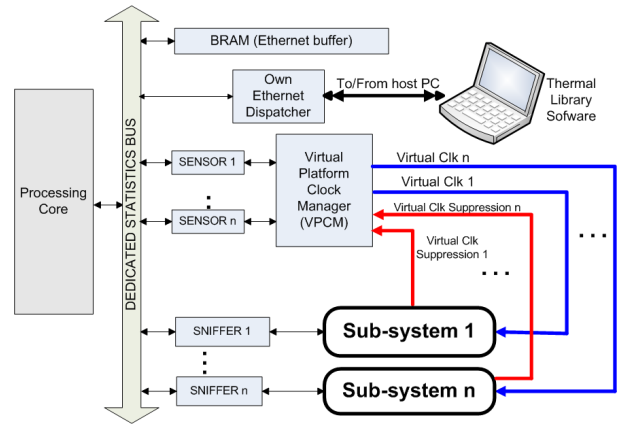 BRAM (Ethernet buffer)
Own
Ethernet
Dispatcher
To/From host PC
Thermal
Library
Sofware
Processing
Core
DEDICATED STATISTICS BUS
SENSOR 1
SENSOR n
Virtual
Platform
Clock
Manager
(VPCM)
Virtual Clk n
Virtual Clk 1
Virtual Clk Suppression n
Virtual Clk
Suppression 1
SNIFFER 1
SNIFFER n
Sub-system 1
Sub-system n